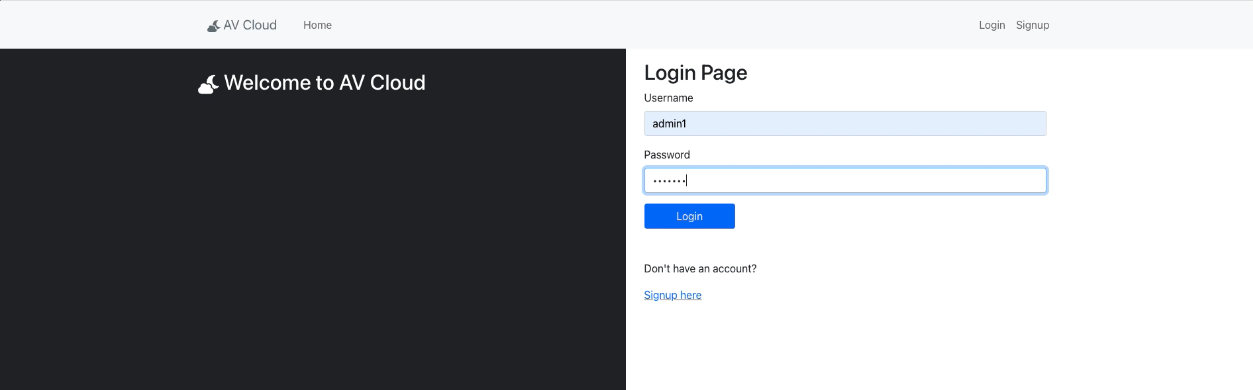 AV Cloud Home Login Signup
Welcome to AV Cloud
Login Page
Username
admin1
Password
•••••••
Login
Don't have an account?
Signup here